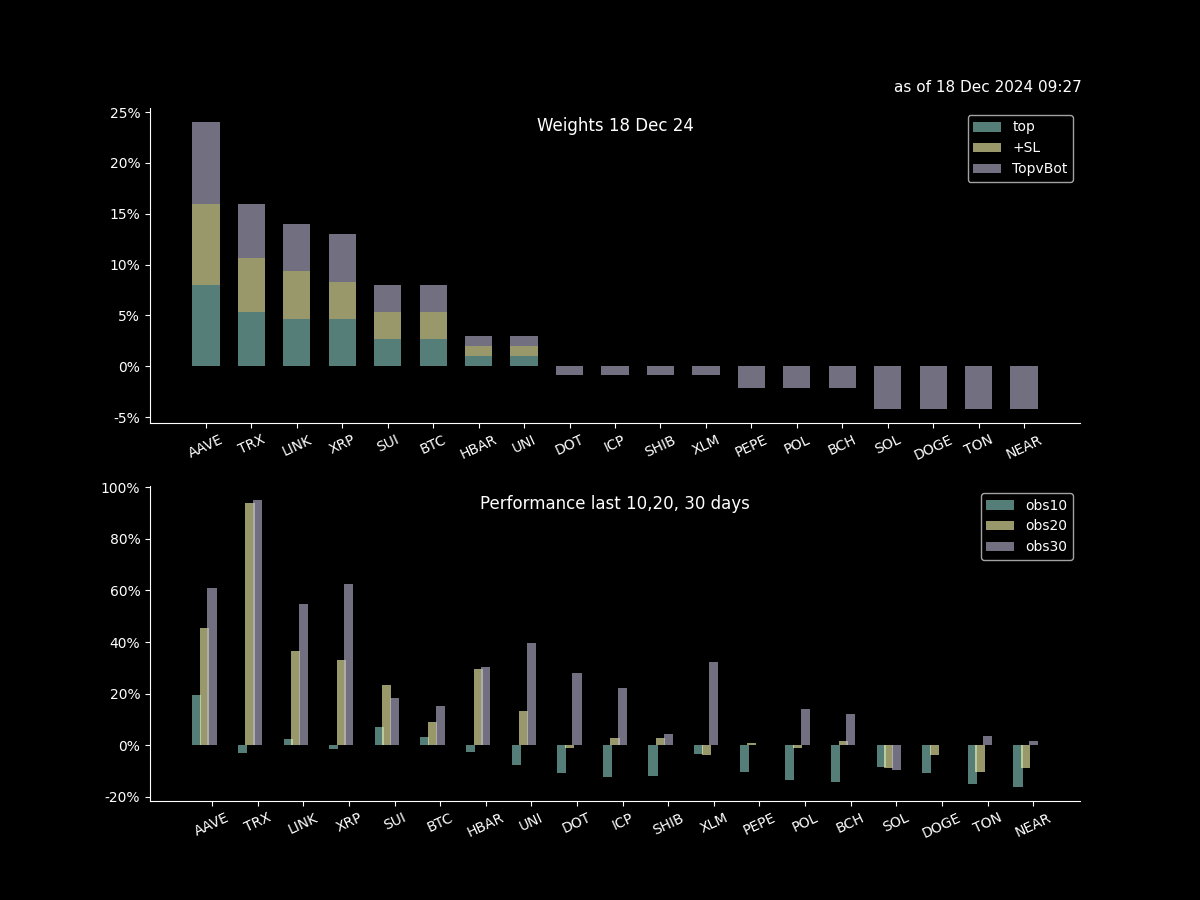 as of 18 Dec 2024 09:27
Weights 18 Dec 24
top
+SL
TopvBot
25%
20%
15%
10%
5%
0%
-5%
AAVE TRX LINK XRP SUI BTC HBAR UNI DOT ICP SHIB XLM PEPE POL BCH SOL DOGE TON NEAR
Performance last 10,20, 30 days
obs10
obs20
obs30
100%
80%
60%
40%
20%
0%
-20%
AAVE TRX LINK XRP SUI BTC HBAR UNI DOT ICP SHIB XLM PEPE POL BCH SOL DOGE TON NEAR